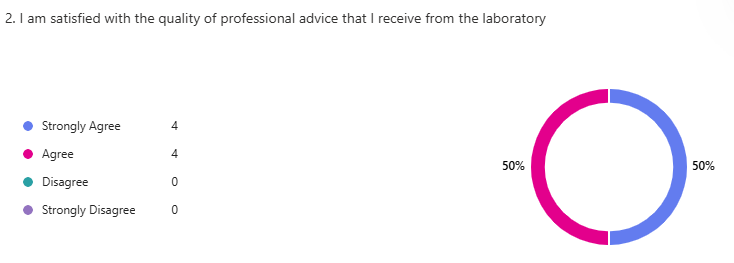 2. I am satisfied with the quality of professional advice that I receive from the laboratory
Strongly Agree 4
Agree 4
Disagree 0
Strongly Disagree 0
50% 50%